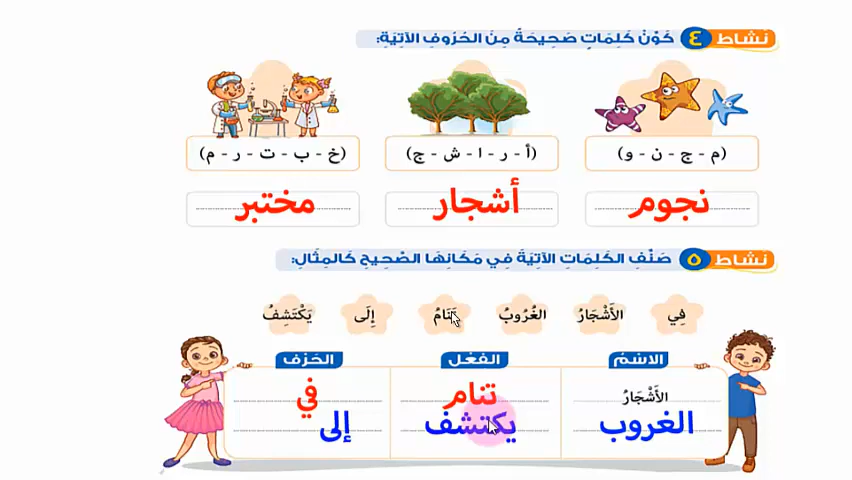 نشاط ٤ كَوِّنْ كَلِمَاتٍ صَحِيحَةً مِنَ الحُرُوفِ الآتِيَةِ:
(م - ج - ن - و) (أ - ر - ا - ش - ج) (خ - ب - ت - ر - م)
نجوم أشجار مختبر
نشاط ٥ صَنِّفِ الكَلِمَاتِ الآتِيَةَ فِي مَكَانِهَا الصَّحِيحِ كَالمِثَالِ:
فِي الأَشْجَارُ الغُرُوبُ تَنَامُ إِلَى يَكْتَشِفُ
الاسْمُ الفِعْل الحَرْف
الأَشْجَارُ تنام في
الغروب يكتشف إلى